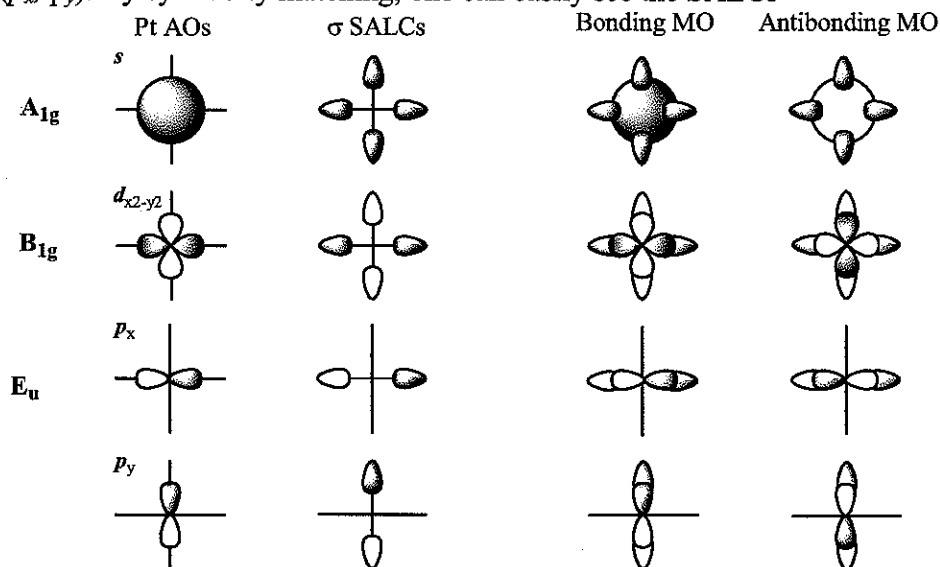 Pt AOs σ SALCs Bonding MO Antibonding MO
s
A1g
dx2-y2
B1g
px
Eu
py